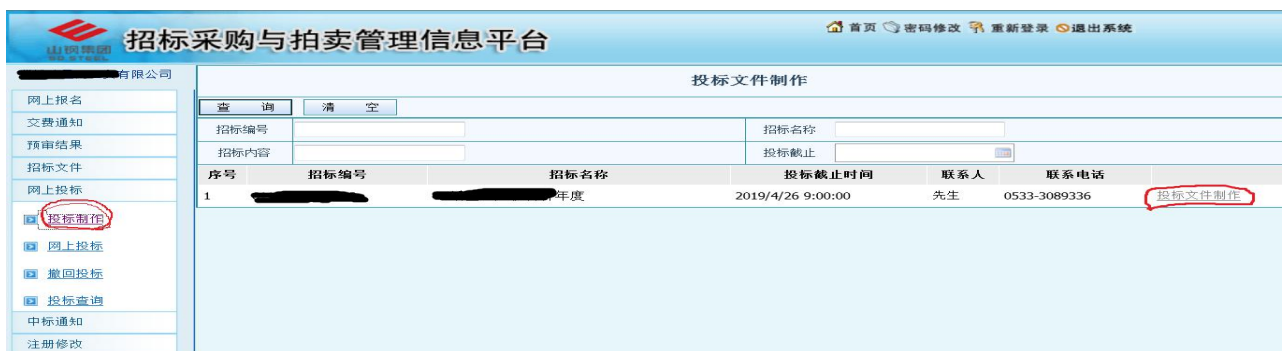 首页 密码修改 重新登录 退出系统
山钢集团
SD STEEL
招标采购与拍卖管理信息平台
有限公司
投标文件制作
网上报名
交费通知
预审结果
招标文件
网上投标
投标制作
网上投标
撤回投标
投标查询
中标通知
注册修改
查 询 清 空
招标编号 招标名称
招标内容 投标截止
序号 招标编号 招标名称 投标截止时间 联系人 联系电话
1 年度 2019/4/26 9:00:00 先生 0533-3089336 投标文件制作